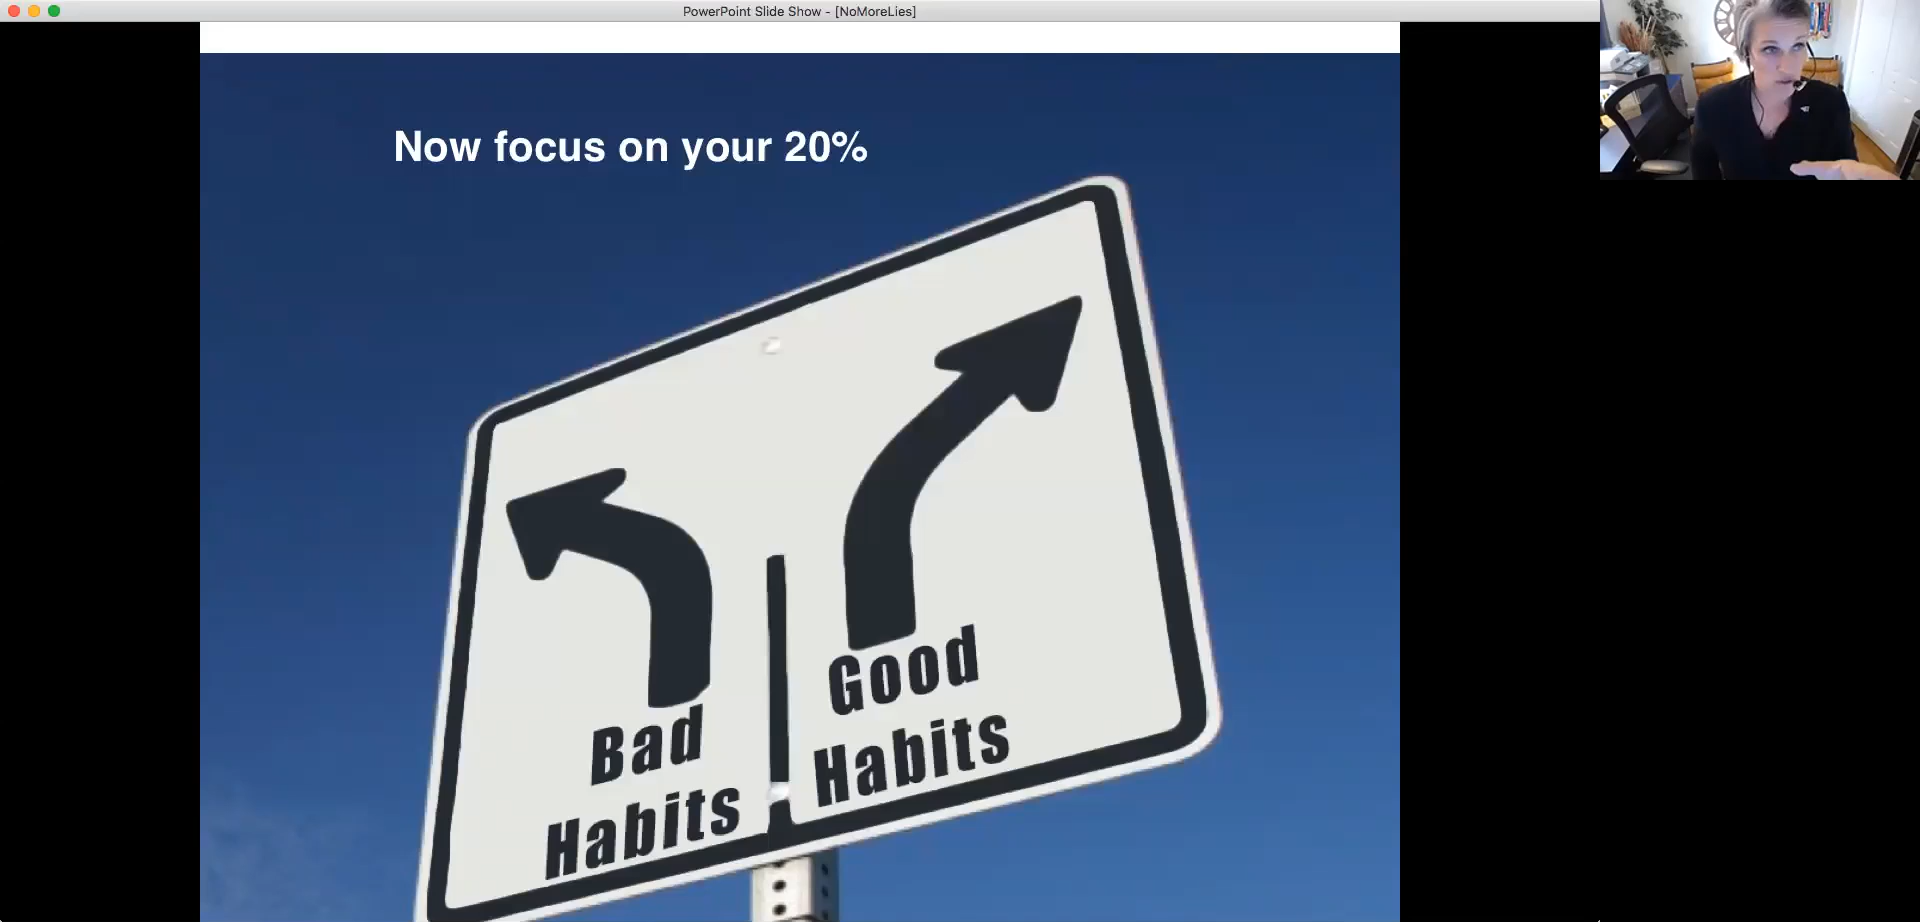 PowerPoint Slide Show - [NoMoreLies]
Now focus on your 20%
Bad
Habits
Good
Habits